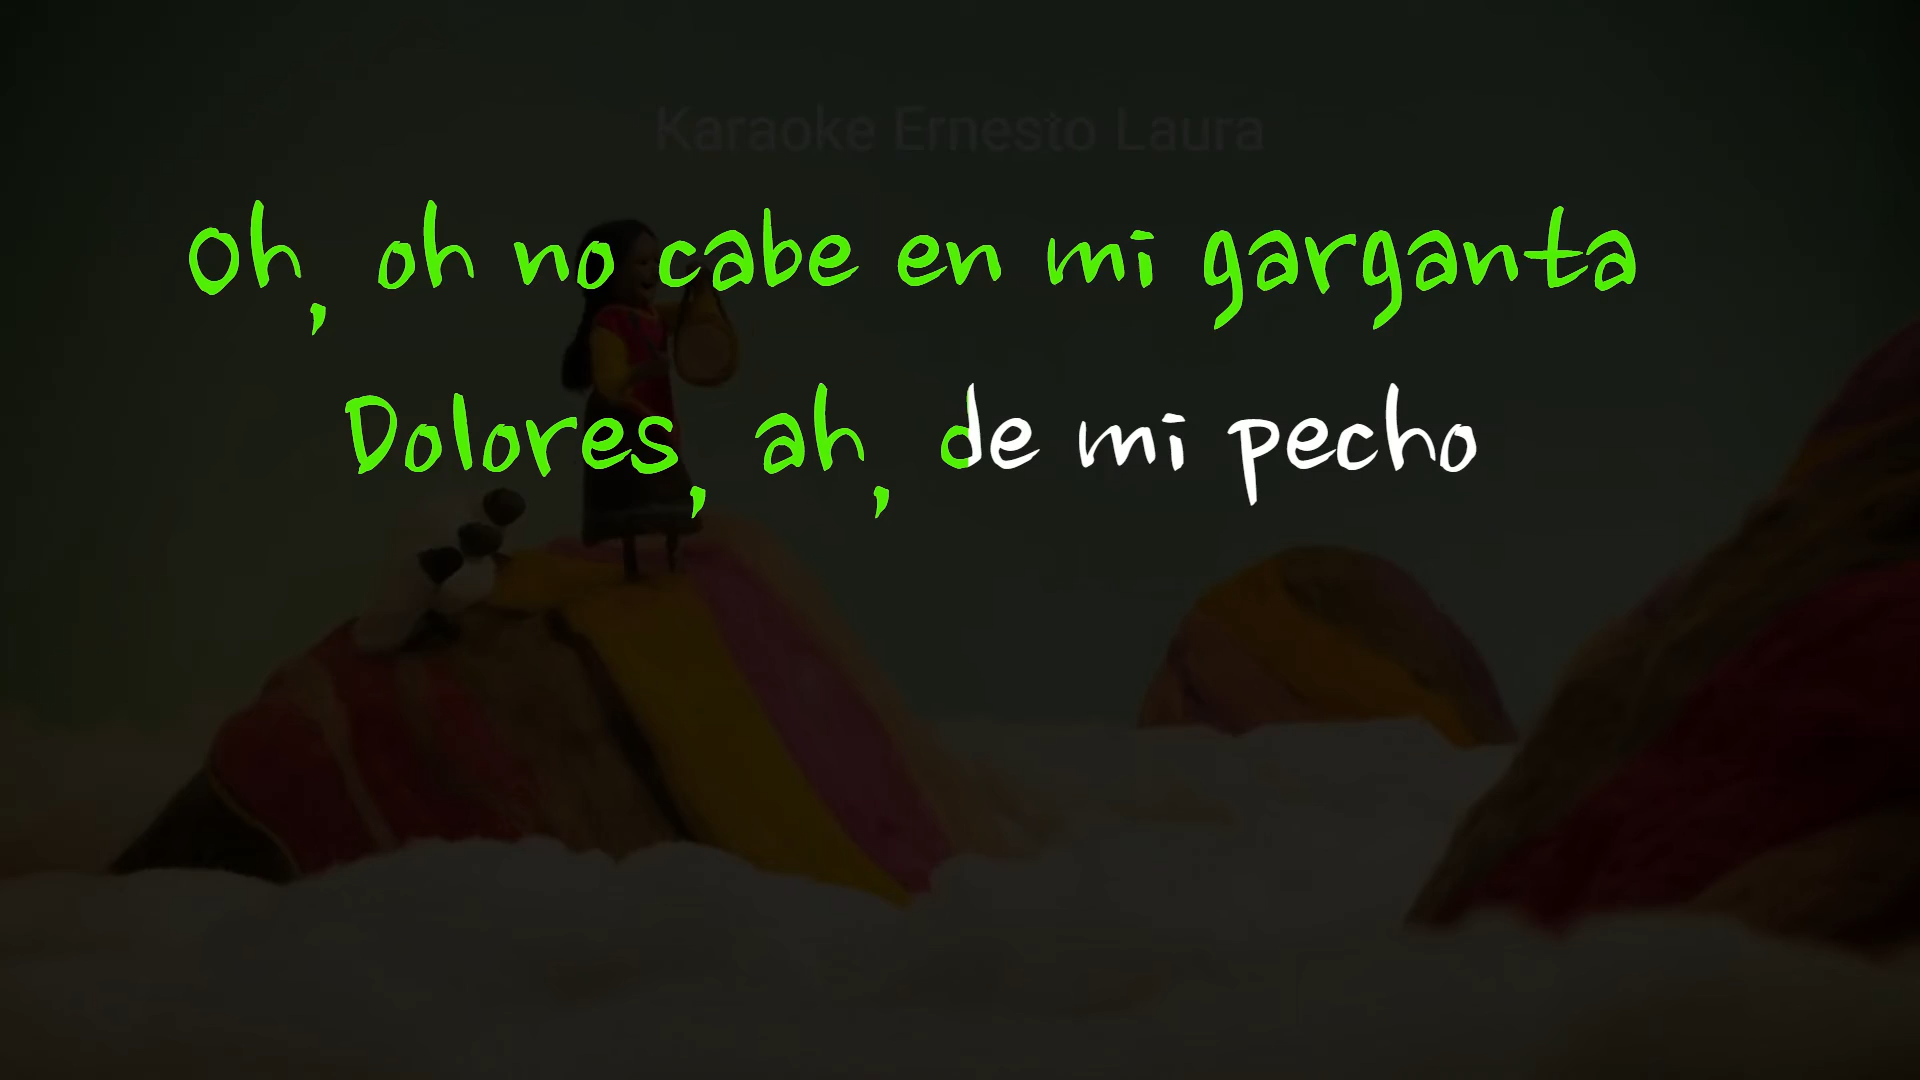 Karaoke Ernesto Laura
Oh, oh no cabe en mi garganta
Dolores, ah, de mi pecho